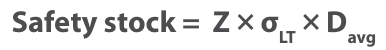 Safety stock = Z × σLT × Davg